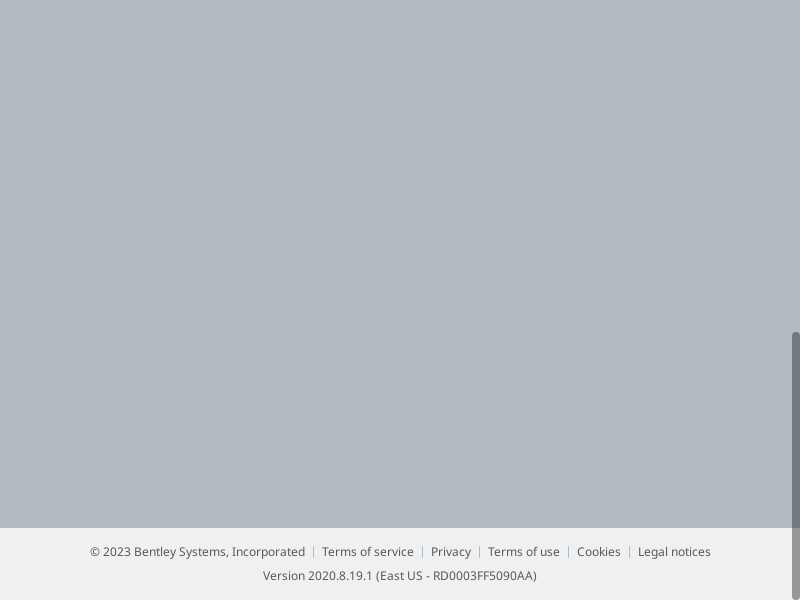 © 2023 Bentley Systems, Incorporated | Terms of service | Privacy | Terms of use | Cookies | Legal notices
Version 2020.8.19.1 (East US - RD0003FF5090AA)